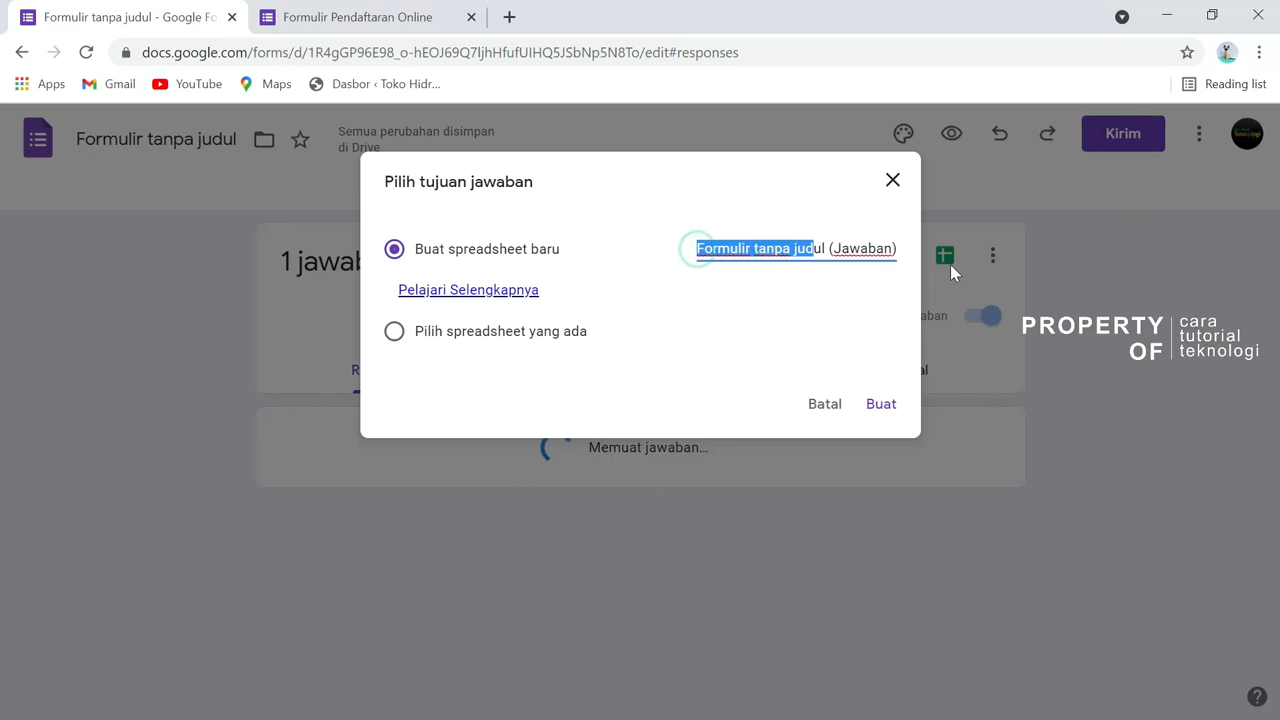 Formulir tanpa judul - Google Fo
Formulir Pendaftaran Online
docs.google.com/forms/d/1R4gGP96E98_o-hEOJ69Q7IjhHfufUIHQ5JSbNp5N8To/edit#responses
Apps
Gmail
YouTube
Maps
Dasbor ‹ Toko Hidr...
Reading list
Formulir tanpa judul
Semua perubahan disimpan
di Drive
Kirim
Pilih tujuan jawaban
Buat spreadsheet baru
Formulir tanpa judul (Jawaban)
1 jawab
Pelajari Selengkapnya
Pilih spreadsheet yang ada
ban
PROPERTY
OF
cara
tutorial
teknologi
R
al
Batal
Buat
Memuat jawaban...